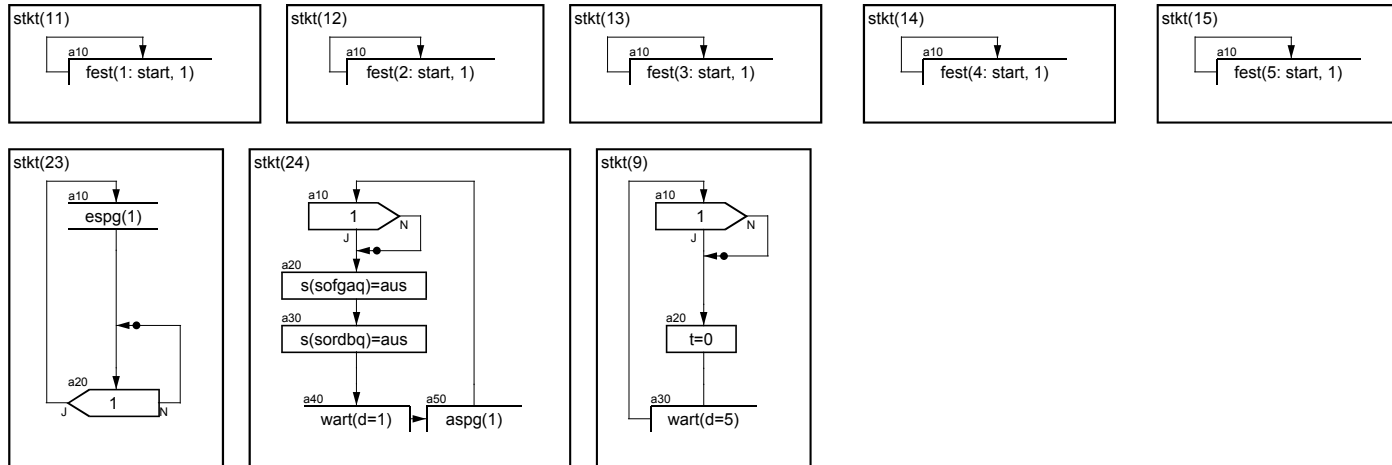 stkt(11)
a10
fest(1: start, 1)
stkt(12)
a10
fest(2: start, 1)
stkt(13)
a10
fest(3: start, 1)
stkt(14)
a10
fest(4: start, 1)
stkt(15)
a10
fest(5: start, 1)
stkt(23)
a10
espg(1)
a20
1
J
N
stkt(24)
a10
1
N
J
a20
s(sofgaq)=aus
a30
s(sordbq)=aus
a40
wart(d=1)
a50
aspg(1)
stkt(9)
a10
1
N
J
a20
t=0
a30
wart(d=5)